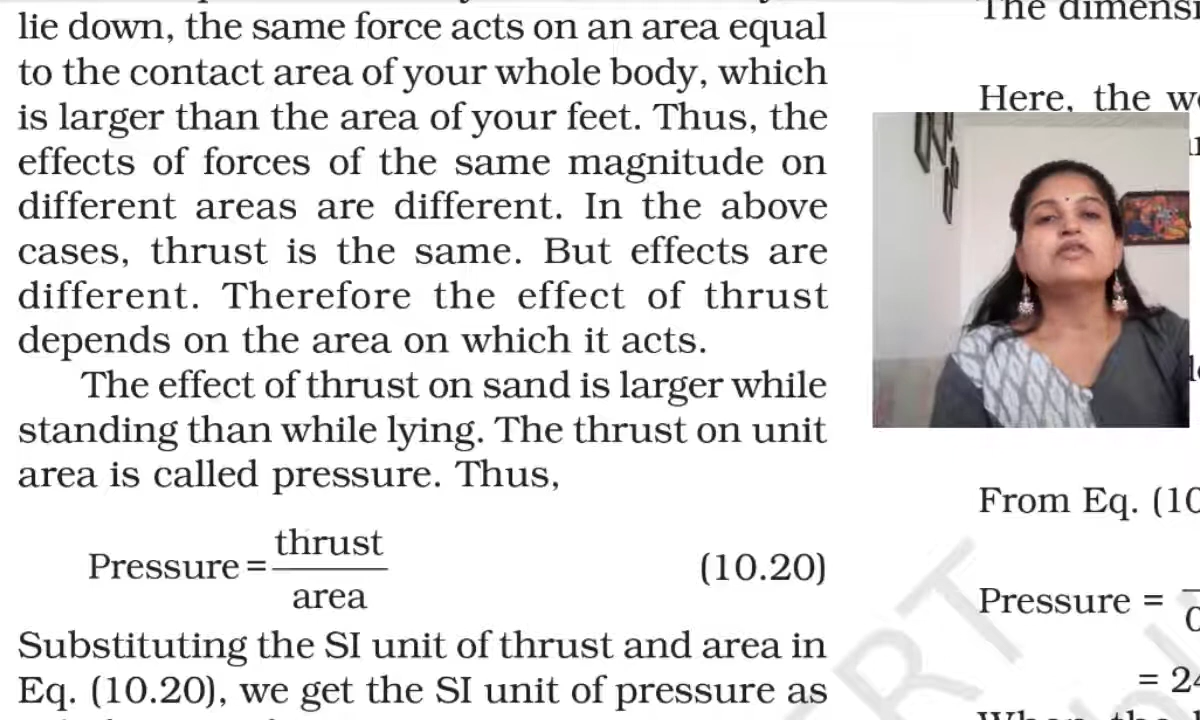 lie down, the same force acts on an area equal
to the contact area of your whole body, which
is larger than the area of your feet. Thus, the
effects of forces of the same magnitude on
different areas are different. In the above
cases, thrust is the same. But effects are
different. Therefore the effect of thrust
depends on the area on which it acts.
The effect of thrust on sand is larger while
standing than while lying. The thrust on unit
area is called pressure. Thus,
Pressure = thrust
area
(10.20)
Substituting the SI unit of thrust and area in
Eq. (10.20), we get the SI unit of pressure as
The
Here, the
From Eq. (10
Pressure =
= 24